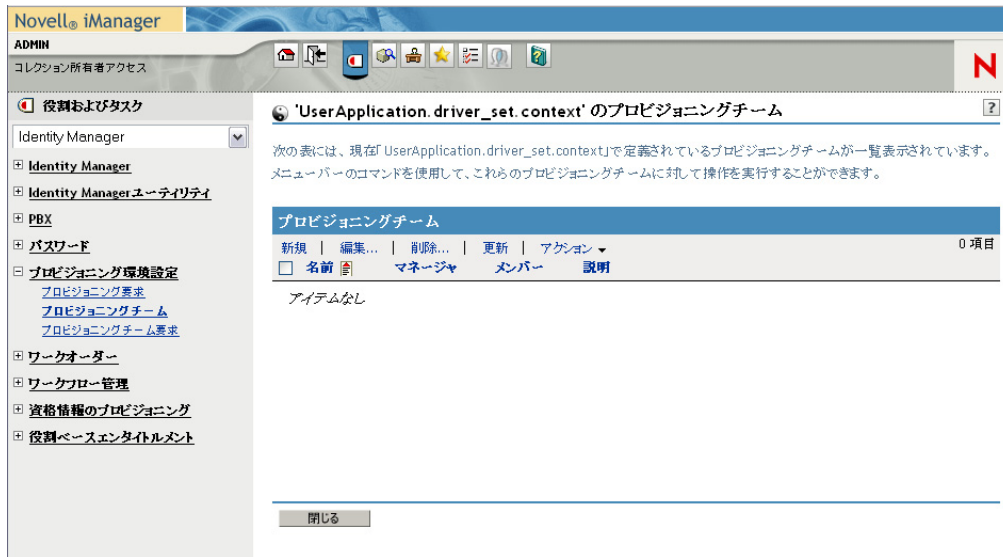 Novell® iManager
ADMIN
コレクション所有者アクセス
N
役割およびタスク
Identity Manager
Identity Manager
Identity Managerユーティリティ
PBX
パスワード
プロビジョニング環境設定
プロビジョニング要求
プロビジョニングチーム
プロビジョニングチーム要求
ワークオーダー
ワークフロー管理
資格情報のプロビジョニング
役割ベースエンタイトルメント
'UserApplication.driver_set.context' のプロビジョニングチーム
?
次の表には、現在「UserApplication.driver_set.context」で定義されているプロビジョニングチームが一覧表示されています。
メニューバーのコマンドを使用して、これらのプロビジョニングチームに対して操作を実行することができます。
プロビジョニングチーム
新規 | 編集... | 削除... | 更新 | アクション 0 項目
名前 マネージャ メンバー 説明
アイテムなし
閉じる